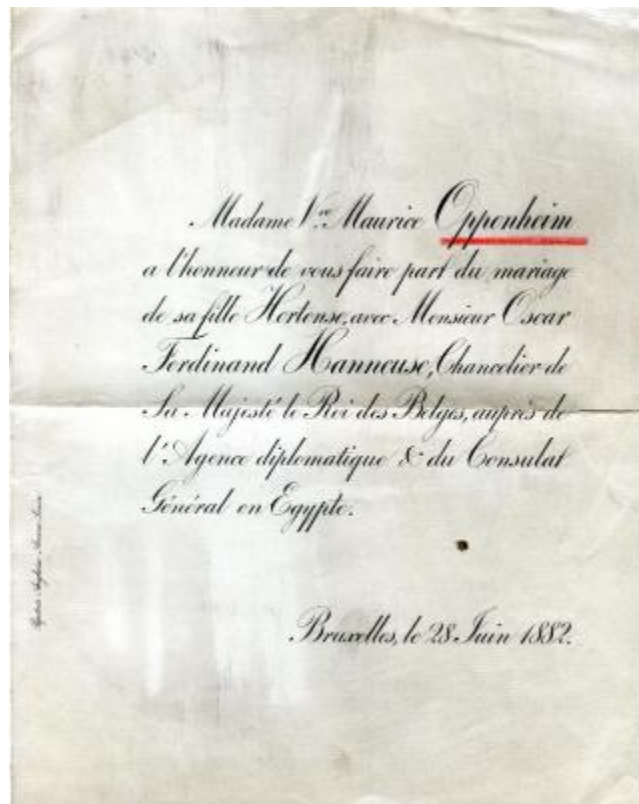 Madame Vve Maurice Oppenheim
a l'honneur de vous faire part du mariage
de sa fille Hortense, avec Monsieur Oscar
Ferdinand Hanneuse, Chancelier de
Sa Majesté le Roi des Belges, auprès de
l'Agence diplomatique & du Consulat
Général en Egypte.
Bruxelles, le 28 Juin 1882.